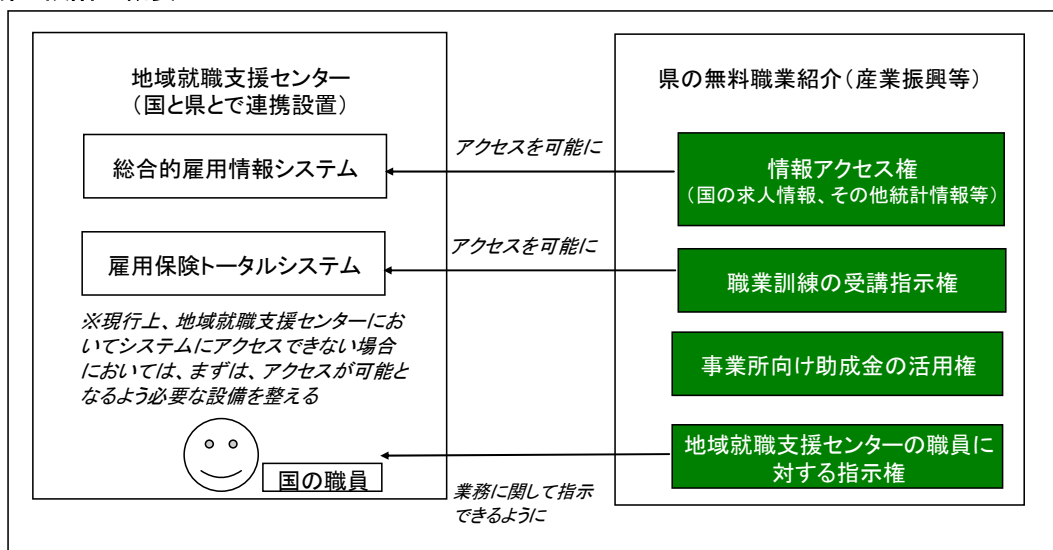 地域就職支援センター
（国と県とで連携設置）
総合的雇用情報システム
雇用保険トータルシステム
※現行上、地域就職支援センターにお
いてシステムにアクセスできない場合
においては、まずは、アクセスが可能と
なるよう必要な設備を整える
国の職員
アクセスを可能に
アクセスを可能に
業務に関して指示
できるように
県の無料職業紹介（産業振興等）
情報アクセス権
（国の求人情報、その他統計情報等）
職業訓練の受講指示権
事業所向け助成金の活用権
地域就職支援センターの職員に
対する指示権